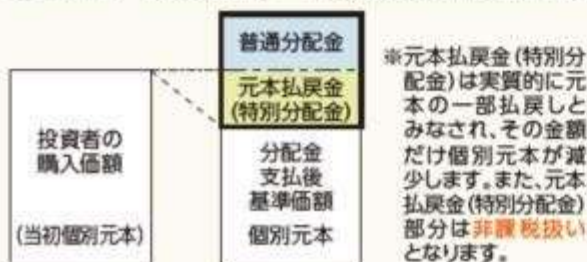 普通分配金
元本払戻金
(特別分配金)
投資者の
購入価額
(当初個別元本)
分配金
支払後
基準価額
個別元本
※元本払戻金(特別分
配金)は実質的に元
本の一部払戻しと
みなされ、その金額
だけ個別元本が減
少します。また、元本
払戻金(特別分配金)
部分は非課税扱い
となります。